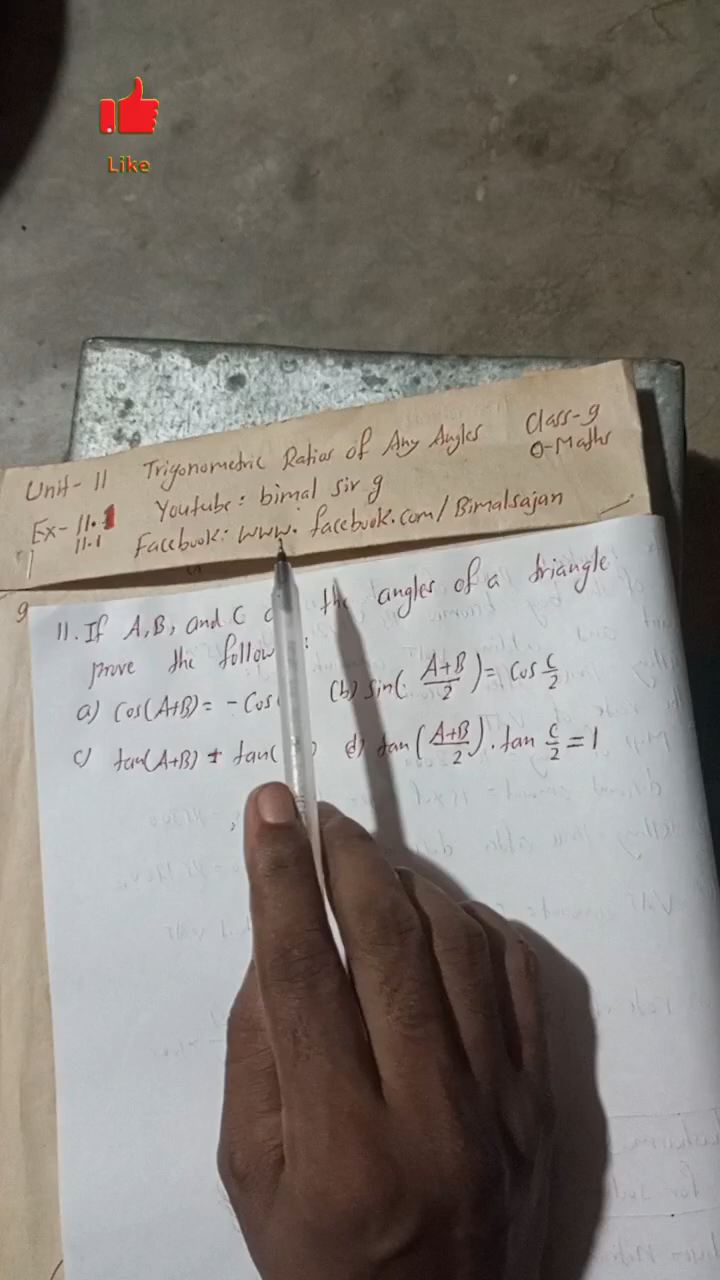 Like
Unit- 11 Trigonometric Ratios of Any Angles Class-9
O-Maths
Ex- 11.1 Youtube: bimal sir g
11.1 Facebook: www. facebook.com/Bimalsajan
9
11. If A, B, and C the angles of a triangle
prove the follow :
a) Cos(A+B) = - Cos (b) sin( A+B/2 ) = cos C/2
c) tan(A+B) + tan( ) d) tan (A+B/2) . tan C/2 = 1